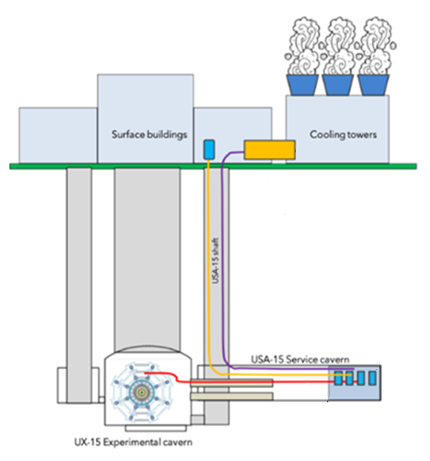 Surface buildings
Cooling towers
USA-15 shaft
USA-15 Service cavern
UX-15 Experimental cavern